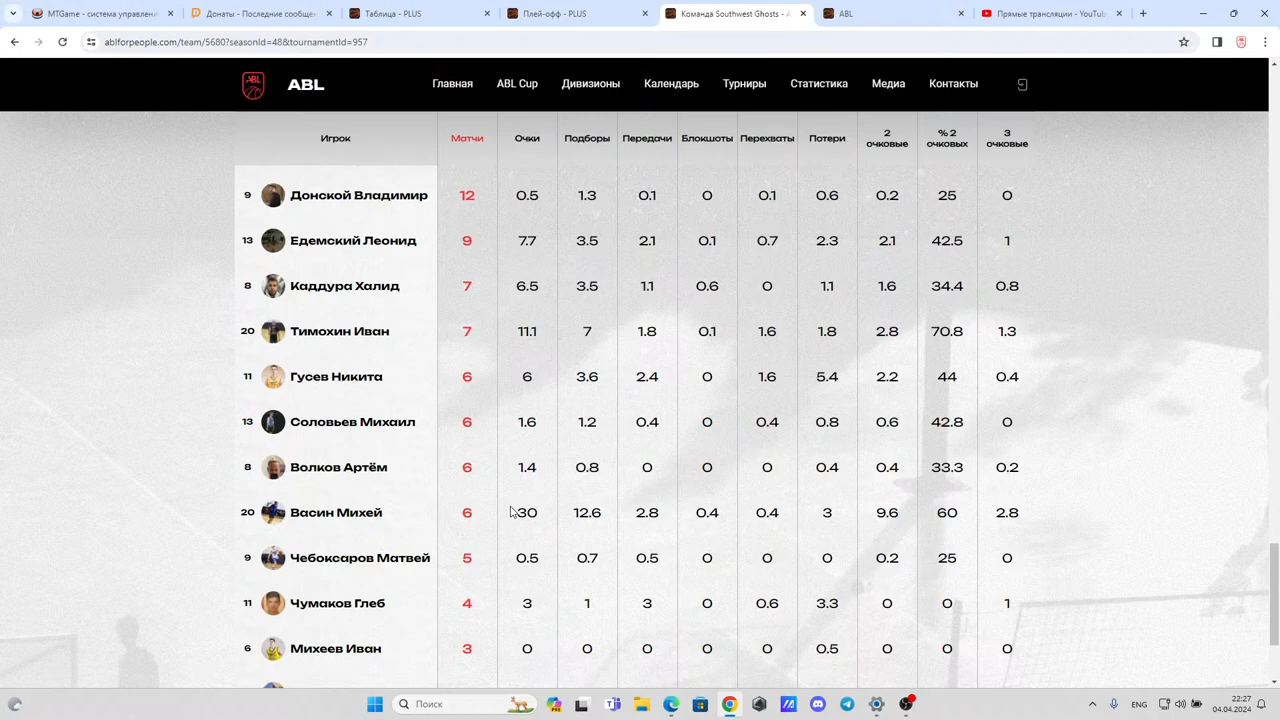 MTGame - система управлени
Донаты - Последние сообщен
Таблица - PLUS
Плей-офф - PLUS
Команда Southwest Ghosts - A
ABL
Прямые трансляции - YouT
ablforpeople.com/team/5680?seasonId=48&tournamentId=957
ABL
ABL
Главная
ABL Cup
Дивизионы
Календарь
Турниры
Статистика
Медиа
Контакты
Игрок Матчи Очки Подборы Передачи Блокшоты Перехваты Потери 2 очковые % 2 очковых 3 очковые
9 Донской Владимир 12 0.5 1.3 0.1 0 0.1 0.6 0.2 25 0
13 Едемский Леонид 9 7.7 3.5 2.1 0.1 0.7 2.3 2.1 42.5 1
8 Каддура Халид 7 6.5 3.5 1.1 0.6 0 1.1 1.6 34.4 0.8
20 Тимохин Иван 7 11.1 7 1.8 0.1 1.6 1.8 2.8 70.8 1.3
11 Гусев Никита 6 6 3.6 2.4 0 1.6 5.4 2.2 44 0.4
13 Соловьев Михаил 6 1.6 1.2 0.4 0 0.4 0.8 0.6 42.8 0
8 Волков Артём 6 1.4 0.8 0 0 0 0.4 0.4 33.3 0.2
20 Васин Михей 6 30 12.6 2.8 0.4 0.4 3 9.6 60 2.8
9 Чебоксаров Матвей 5 0.5 0.7 0.5 0 0 0 0.2 25 0
11 Чумаков Глеб 4 3 1 3 0 0.6 3.3 0 0 1
6 Михеев Иван 3 0 0 0 0 0 0.5 0 0 0
Поиск
ENG
22:27
04.04.2024